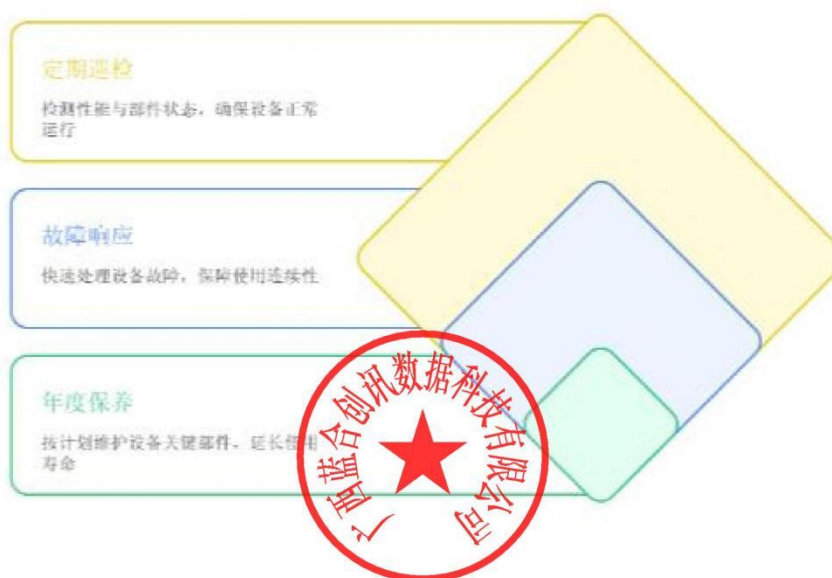 定期巡检
检测性能与部件状态，确保设备正常
运行
故障响应
快速处理设备故障，保障使用连续性
年度保养
按计划维护设备关键部件，延长使用
寿命
广西蓝合创讯数据科技有限公司